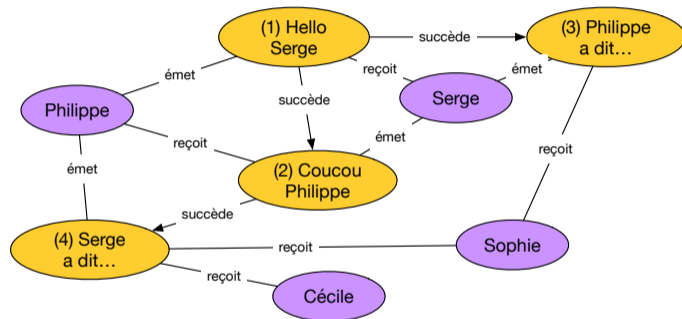 (1) Hello
Serge
succède
(3) Philippe
a dit…
émet
reçoit
émet
Philippe
succède
Serge
reçoit
émet
émet
(2) Coucou
Philippe
reçoit
succède
(4) Serge
a dit…
reçoit
Sophie
reçoit
Cécile